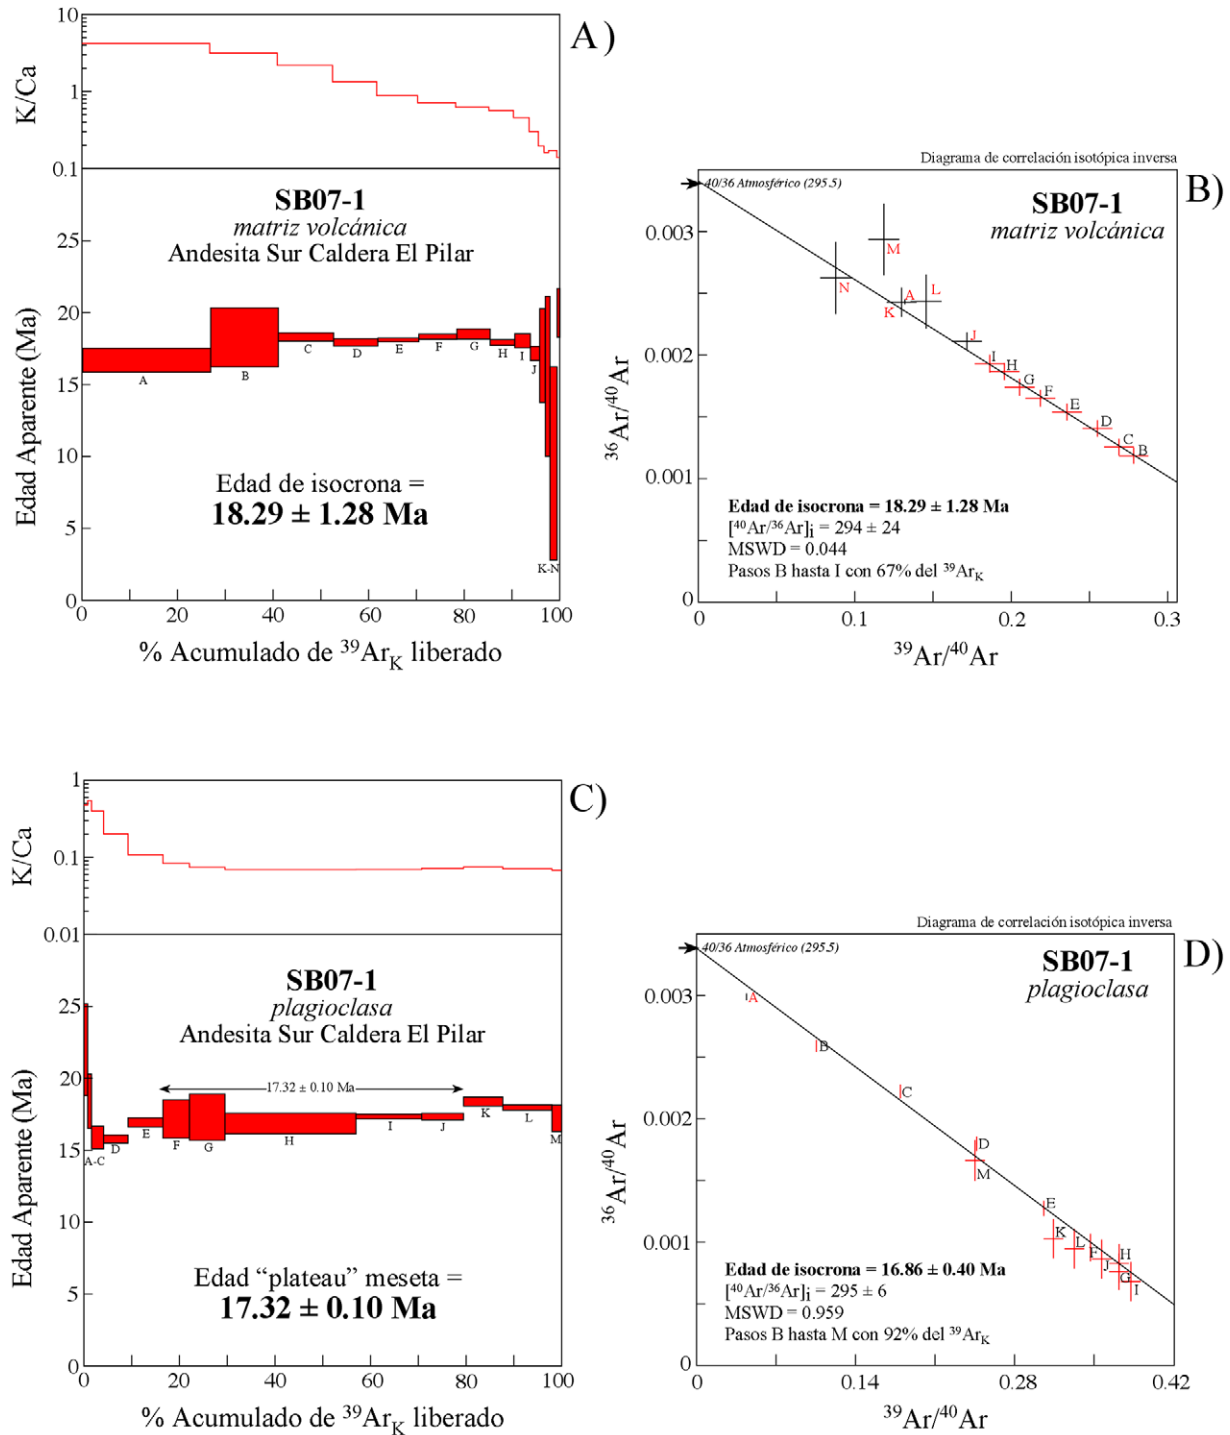 A)
10
1
0.1
K/Ca
SB07-1
matriz volcánica
Andesita Sur Caldera El Pilar
25
20
15
10
5
0
Edad Aparente (Ma)
A
B
C
D
E
F
G
H
I
J
K-N
Edad de isocrona =
18.29 ± 1.28 Ma
0 20 40 60 80 100
% Acumulado de ³⁹Ar_K liberado
B)
Diagrama de correlación isotópica inversa
40/36 Atmosférico (295.5)
SB07-1
matriz volcánica
0.003
0.002
0.001
0
³⁶Ar/⁴⁰Ar
M
N
A
L
K
J
I
H
G
F
E
D
C
B
Edad de isocrona = 18.29 ± 1.28 Ma
[⁴⁰Ar/³⁶Ar]i = 294 ± 24
MSWD = 0.044
Pasos B hasta I con 67% del ³⁹Ar_K
0 0.1 0.2 0.3
³⁹Ar/⁴⁰Ar
C)
1
0.1
0.01
K/Ca
SB07-1
plagioclasa
Andesita Sur Caldera El Pilar
25
20
15
10
5
0
Edad Aparente (Ma)
17.32 ± 0.10 Ma
A-C
D
E
F
G
H
I
J
K
L
M
Edad “plateau” meseta =
17.32 ± 0.10 Ma
0 20 40 60 80 100
% Acumulado de ³⁹Ar_K liberado
D)
Diagrama de correlación isotópica inversa
40/36 Atmosférico (295.5)
SB07-1
plagioclasa
0.003
0.002
0.001
0
³⁶Ar/⁴⁰Ar
A
B
C
D
M
E
K
L
F
J
H
G
I
Edad de isocrona = 16.86 ± 0.40 Ma
[⁴⁰Ar/³⁶Ar]i = 295 ± 6
MSWD = 0.959
Pasos B hasta M con 92% del ³⁹Ar_K
0 0.14 0.28 0.42
³⁹Ar/⁴⁰Ar